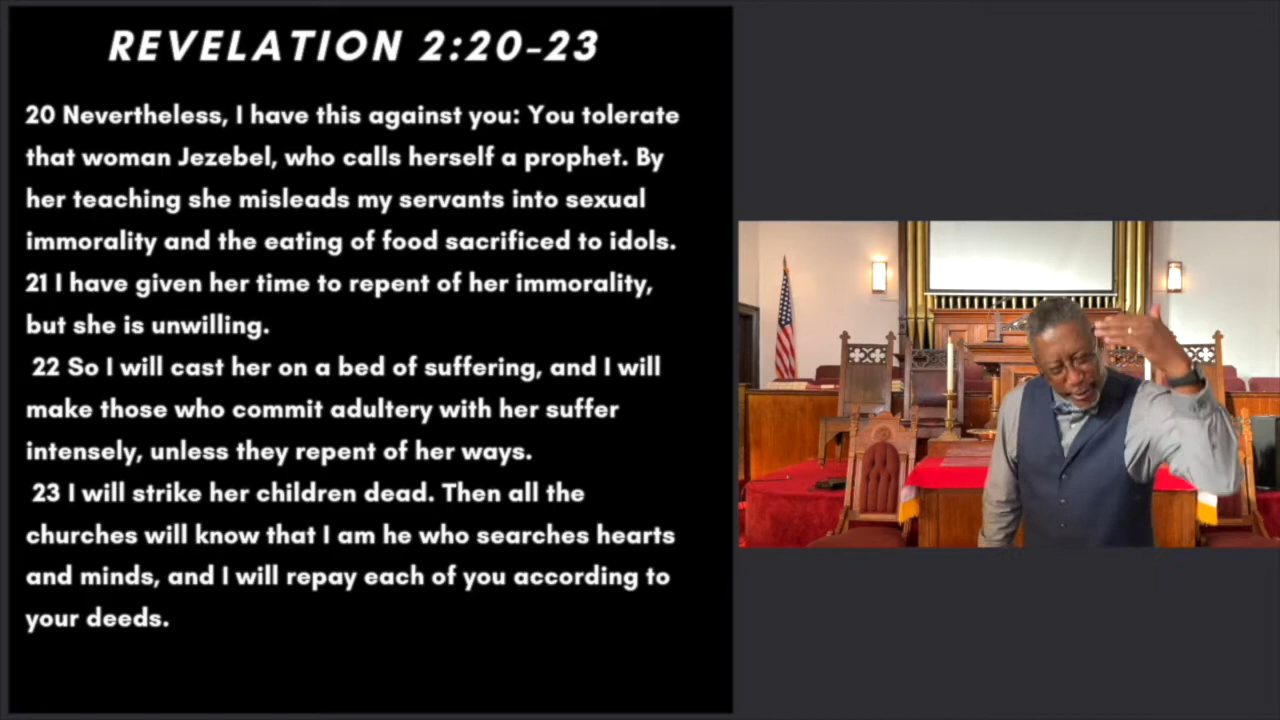 REVELATION 2:20-23
20 Nevertheless, I have this against you: You tolerate
that woman Jezebel, who calls herself a prophet. By
her teaching she misleads my servants into sexual
immorality and the eating of food sacrificed to idols.
21 I have given her time to repent of her immorality,
but she is unwilling.
22 So I will cast her on a bed of suffering, and I will
make those who commit adultery with her suffer
intensely, unless they repent of her ways.
23 I will strike her children dead. Then all the
churches will know that I am he who searches hearts
and minds, and I will repay each of you according to
your deeds.